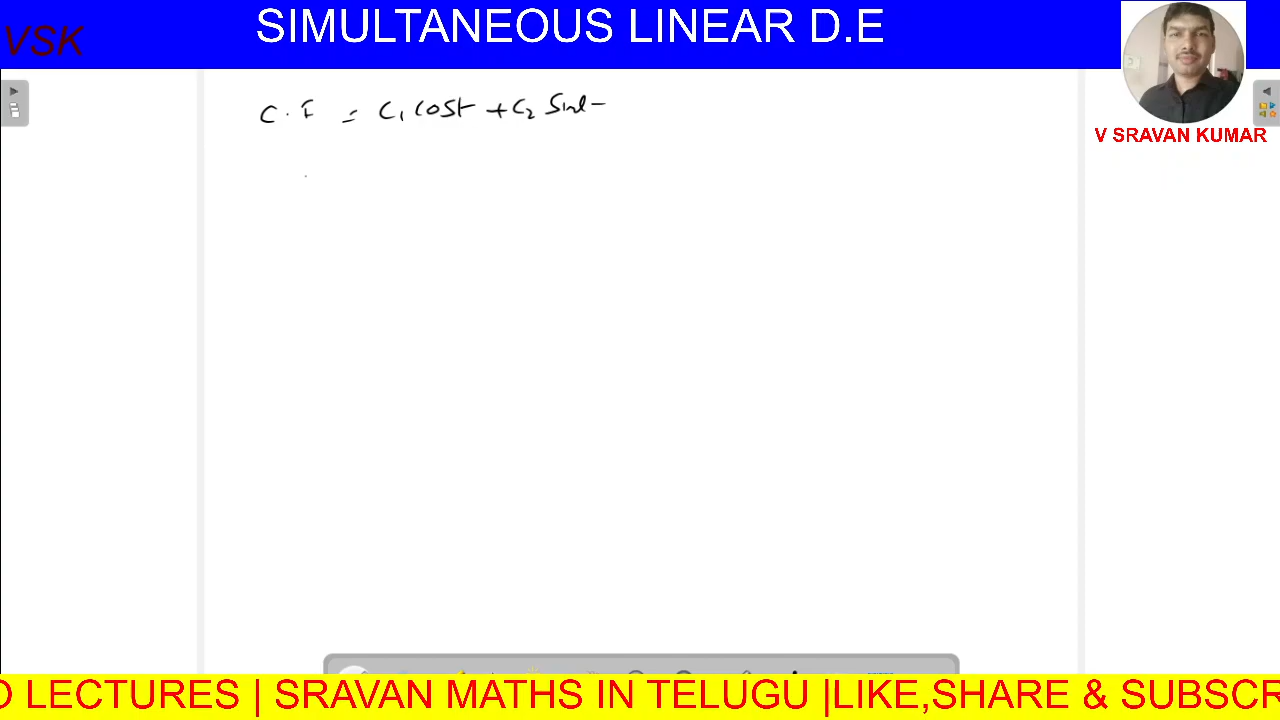 SIMULTANEOUS LINEAR D.E
VSK
V SRAVAN KUMAR
C.F = C₁ cost + C₂ sint
D LECTURES | SRAVAN MATHS IN TELUGU |LIKE,SHARE & SUBSCR